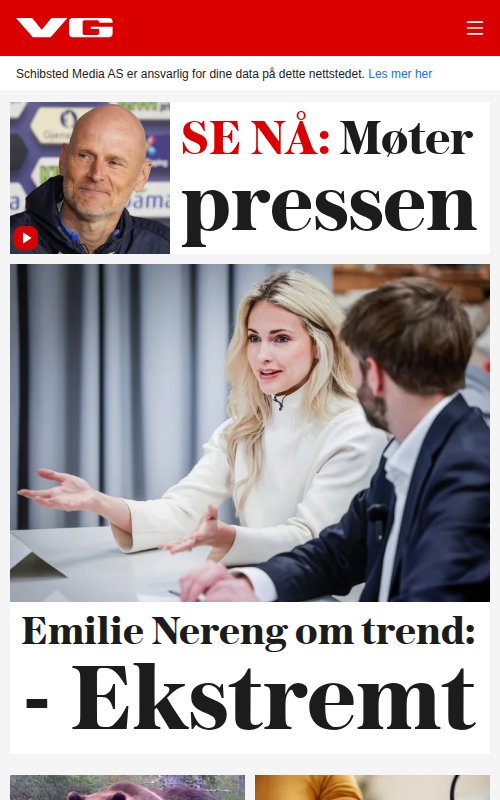 VG
Schibsted Media AS er ansvarlig for dine data på dette nettstedet. Les mer her
SE NÅ: Møter
pressen
Emilie Nereng om trend:
- Ekstremt